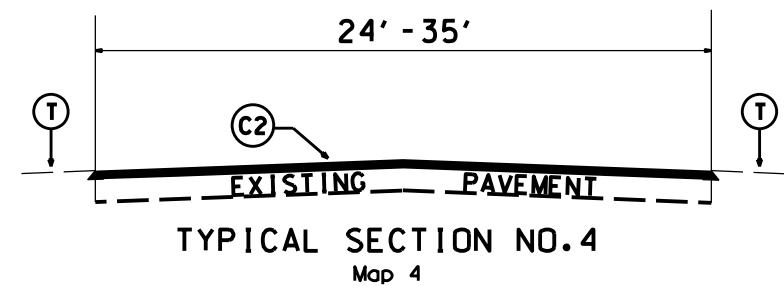 24' - 35'
T
T
C2
EXISTING PAVEMENT
TYPICAL SECTION NO. 4
Map 4